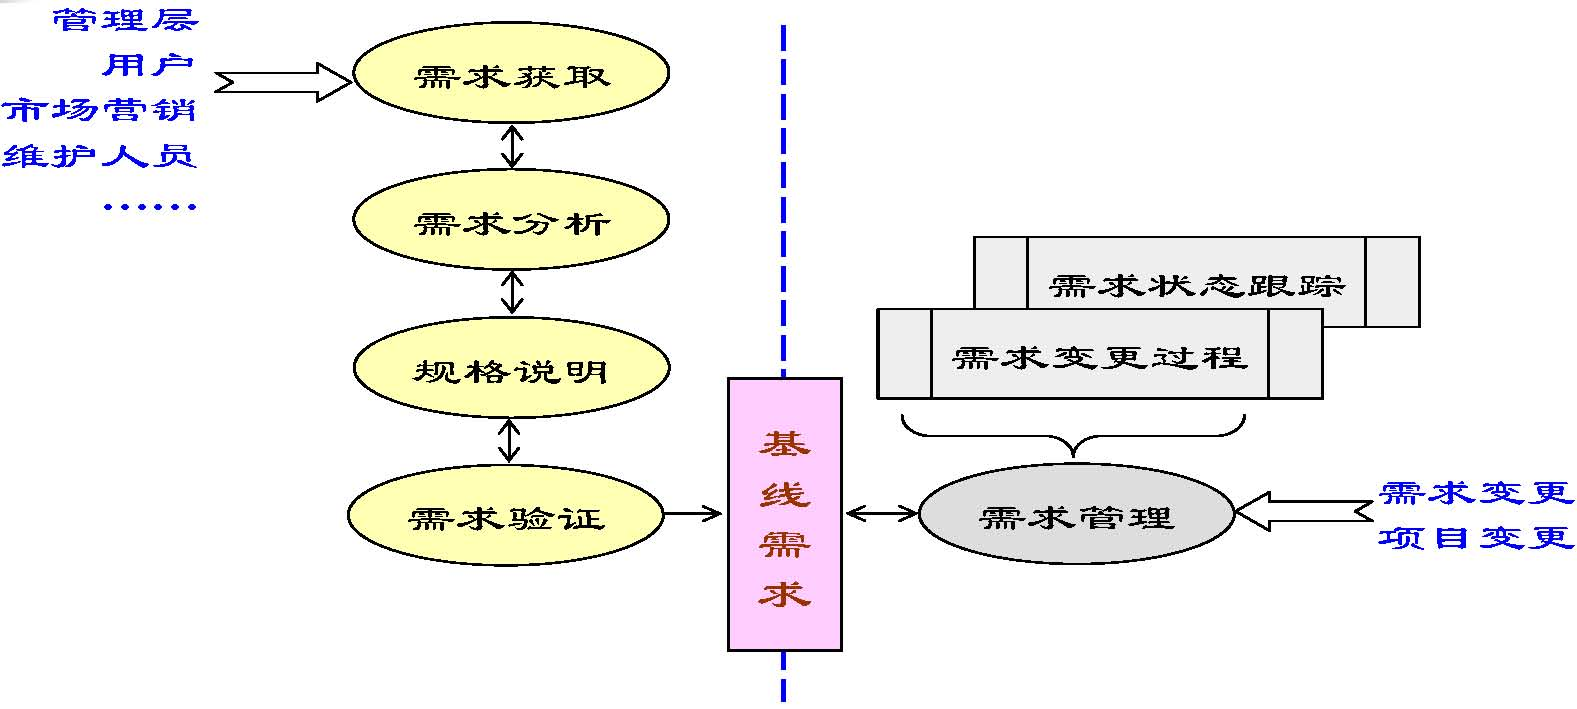 管理层
用户
市场营销
维护人员
……
需求获取
需求分析
规格说明
需求验证
基
线
需
求
需求状态跟踪
需求变更过程
需求管理
需求变更
项目变更